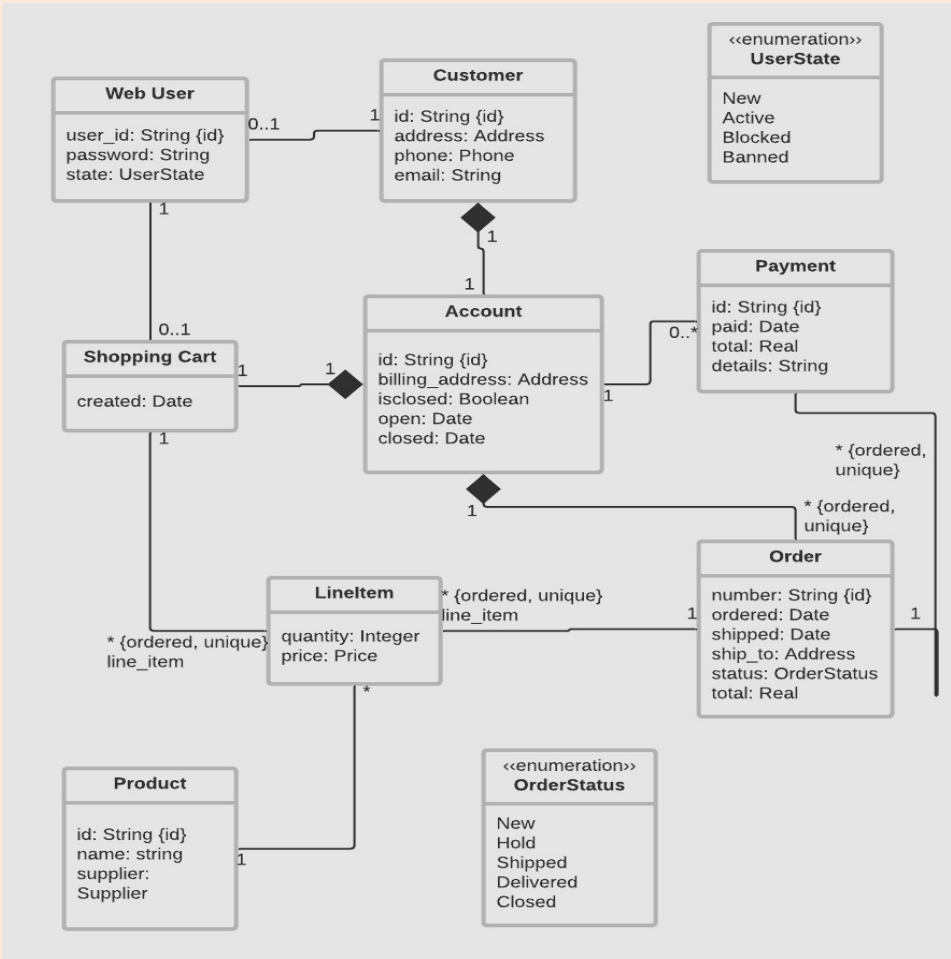 ‹‹enumeration››
UserState
New
Active
Blocked
Banned
Customer
id: String {id}
address: Address
phone: Phone
email: String
Web User
user_id: String {id}
password: String
state: UserState
0..1
1
1
1
1
0..1
Payment
id: String {id}
paid: Date
total: Real
details: String
Account
id: String {id}
billing_address: Address
isclosed: Boolean
open: Date
closed: Date
0..*
1
Shopping Cart
created: Date
1
1
1
1
* {ordered,
unique}
* {ordered,
unique}
Order
number: String {id}
ordered: Date
shipped: Date
ship_to: Address
status: OrderStatus
total: Real
1
1
LineItem
quantity: Integer
price: Price
* {ordered, unique}
line_item
* {ordered, unique}
line_item
*
Product
id: String {id}
name: string
supplier:
Supplier
1
‹‹enumeration››
OrderStatus
New
Hold
Shipped
Delivered
Closed